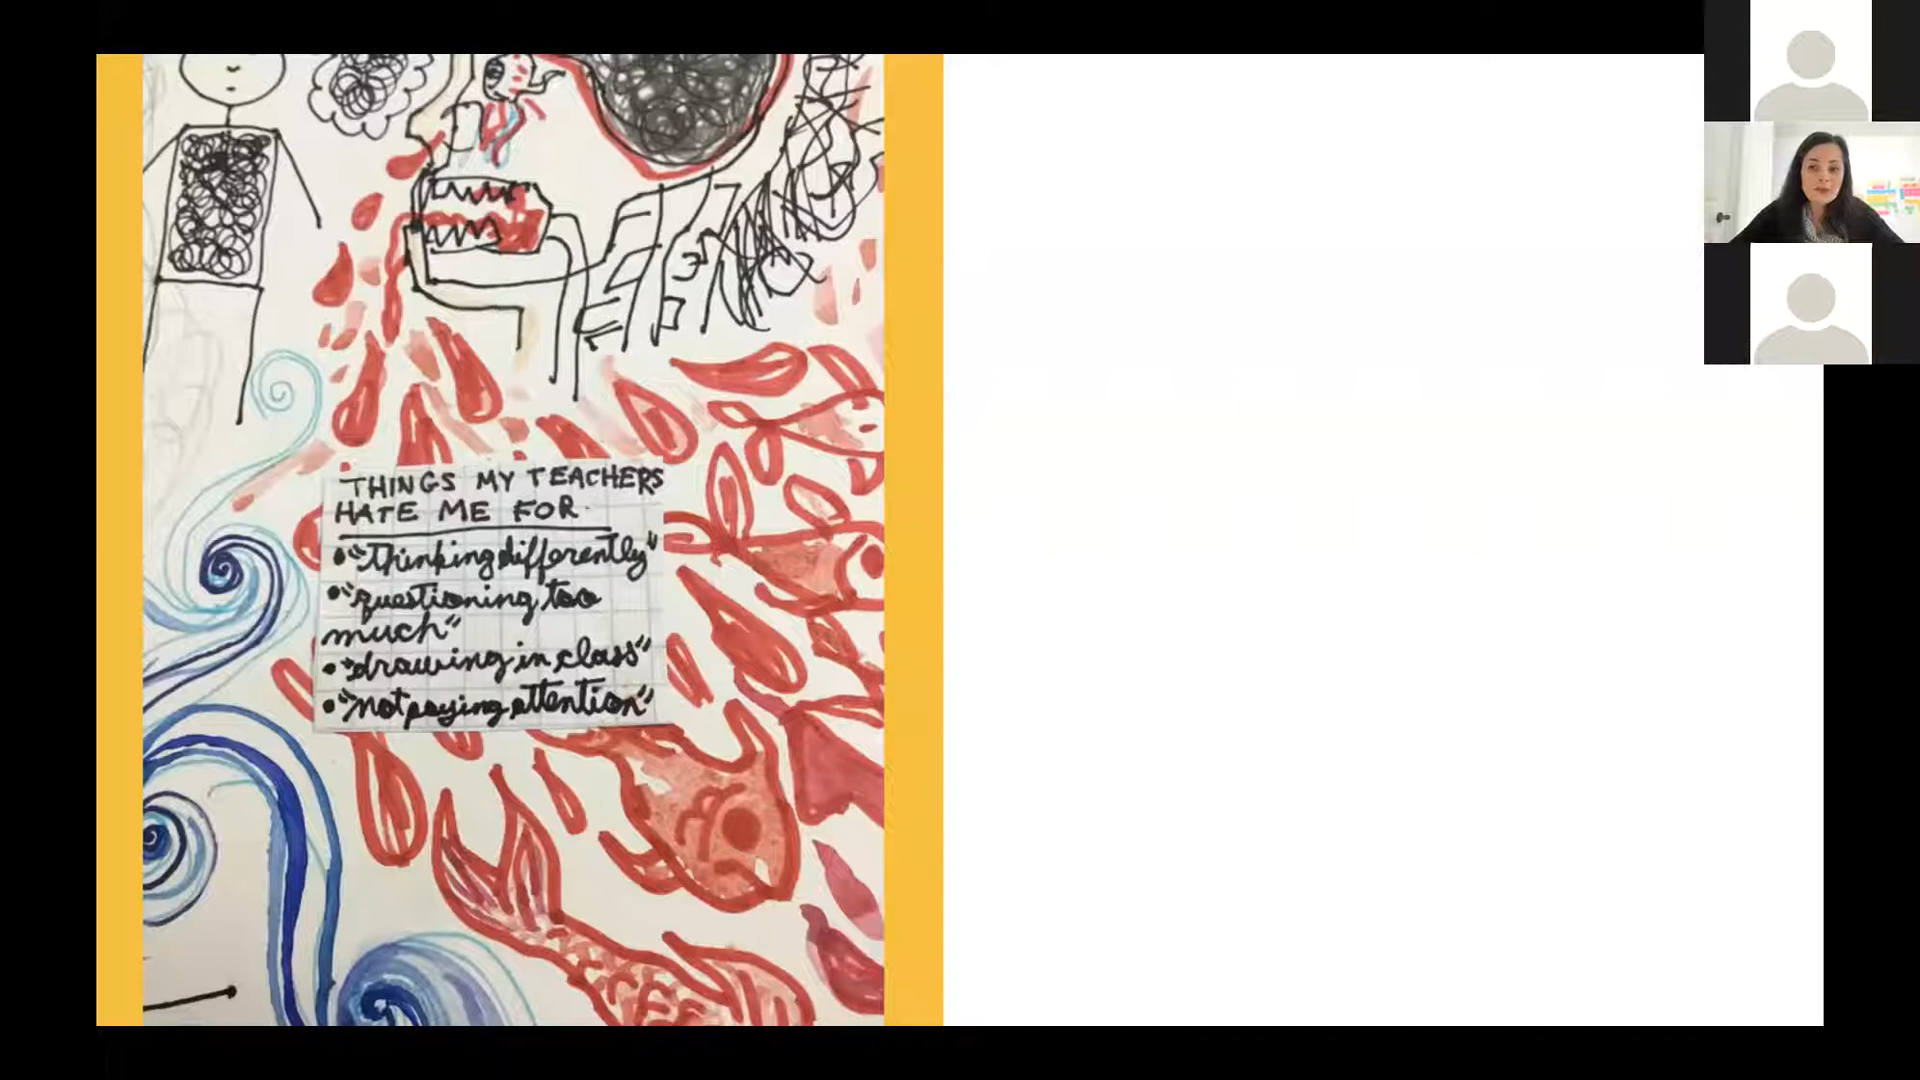 THINGS MY TEACHERS
HATE ME FOR
• "thinking differently"
• "questioning too
much"
• "drawing in class"
• "not paying attention"